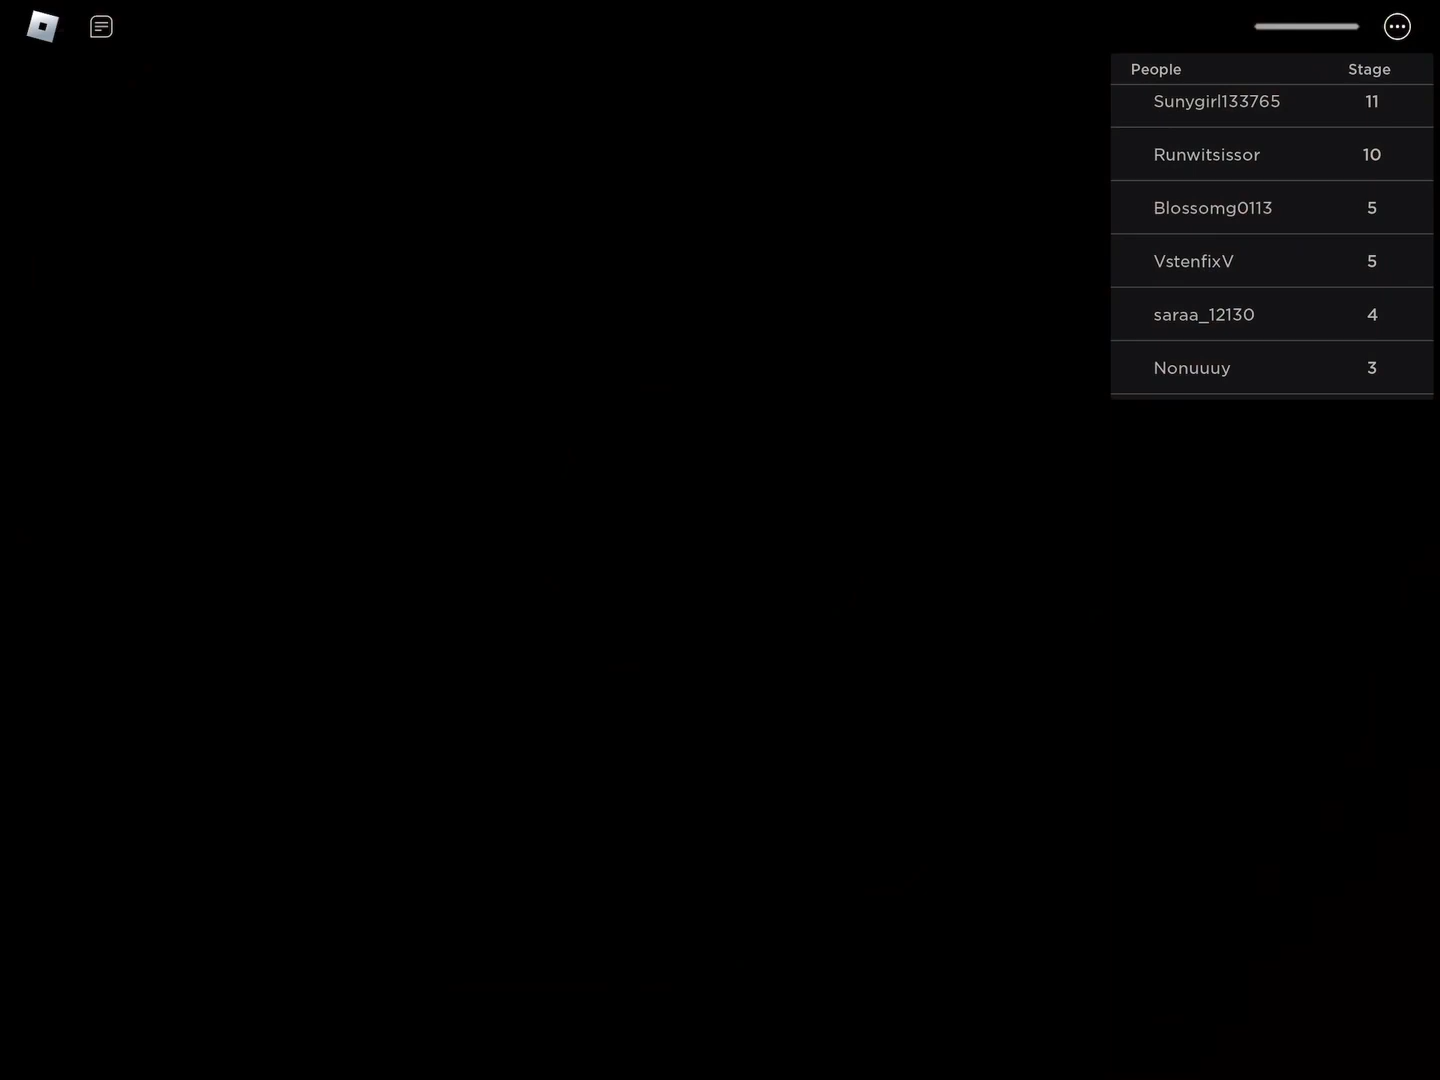 People Stage
Sunygirl133765 11
Runwitsissor 10
Blossomg0113 5
VstenfixV 5
saraa_12130 4
Nonuuuy 3